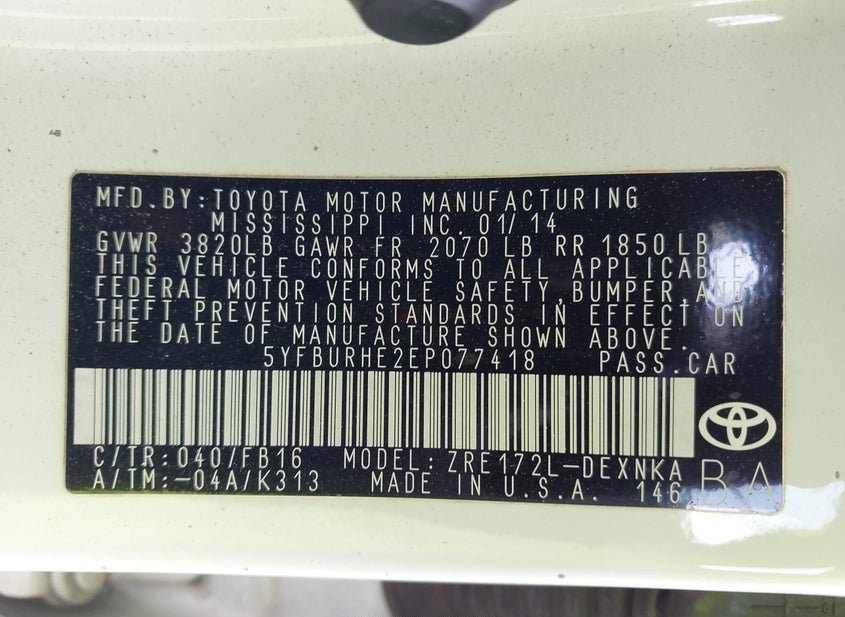 MFD.BY:TOYOTA MOTOR MANUFACTURING
MISSISSIPPI INC. 01/14
GVWR 3820LB GAWR FR 2070 LB RR 1850LB
THIS VEHICLE CONFORMS TO ALL APPLICABLE
FEDERAL MOTOR VEHICLE SAFETY,BUMPER,AND
THEFT PREVENTION STANDARDS IN EFFECT ON
THE DATE OF MANUFACTURE SHOWN ABOVE.
5YFBURHE2EP077418 PASS.CAR
C/TR:040/FB16 MODEL: ZRE172L-DEXNKA
A/TM:-04A/K313 MADE IN U.S.A. 146 BA